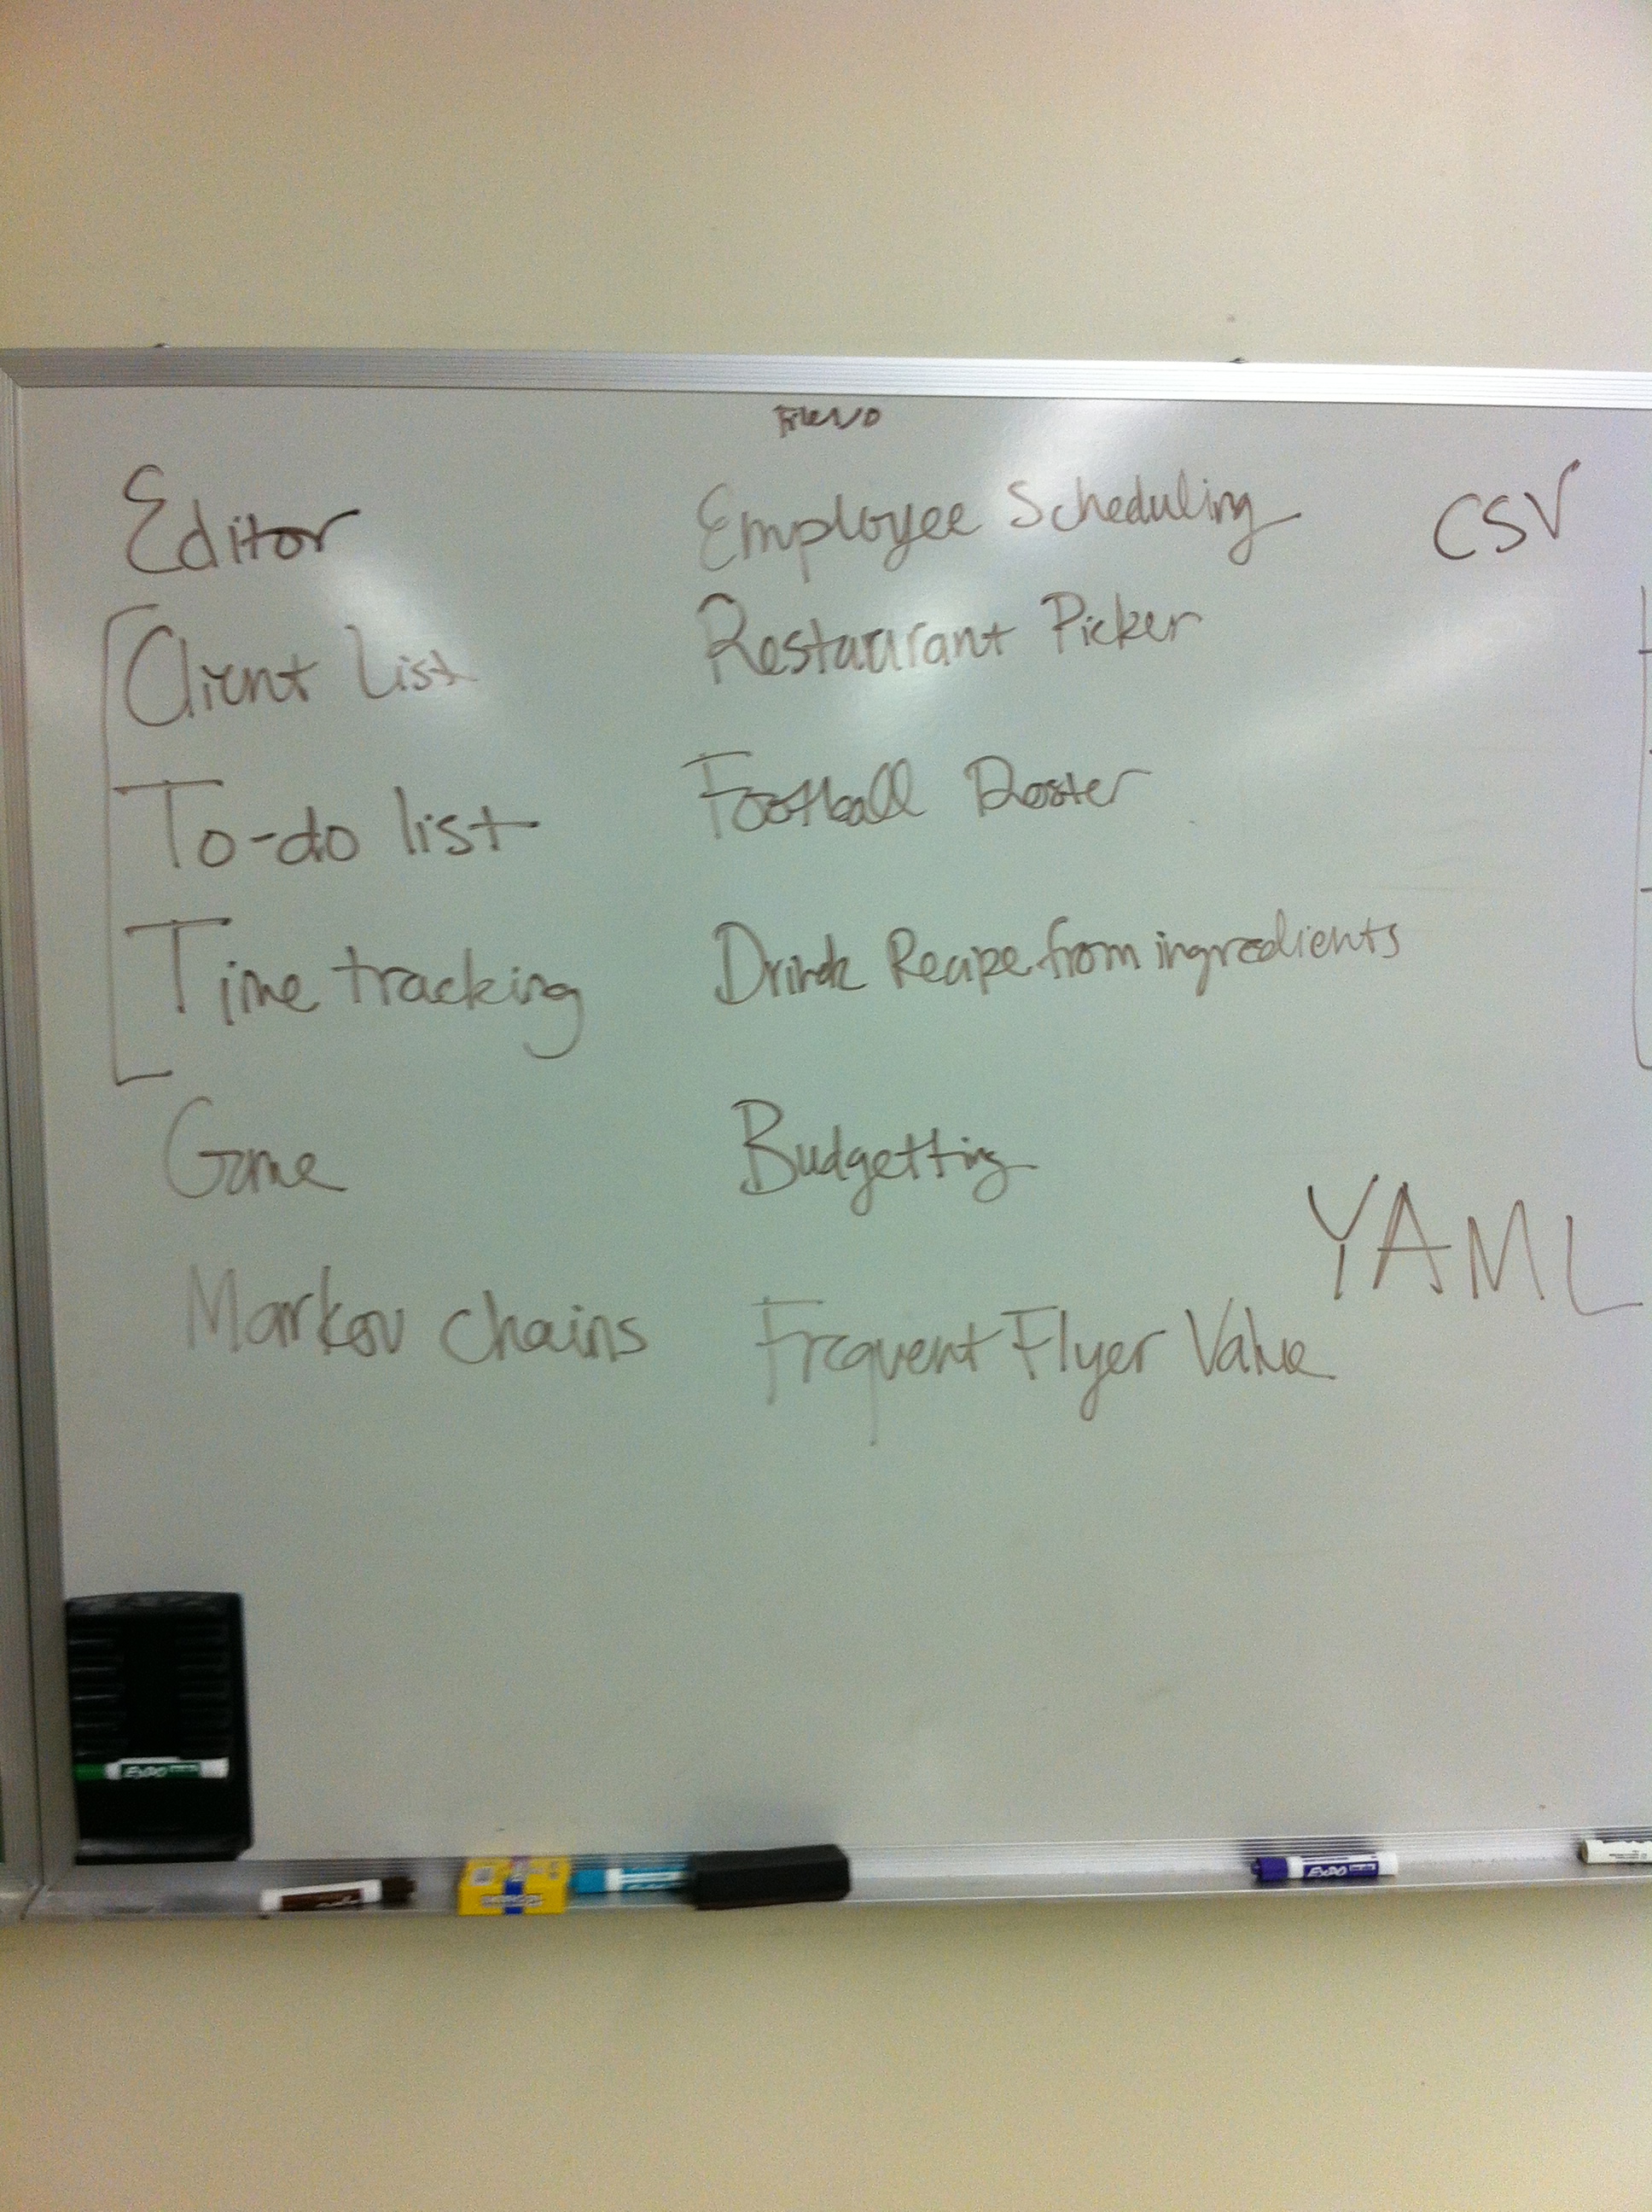 File I/O
Editor
Client List
To-do list
Time tracking
Game
Markov chains
Employee Scheduling
Restaurant Picker
Football Roster
Drink Recipe from ingredients
Budgetting
Frequent Flyer Value
CSV
YAML
EXPO
EXPO